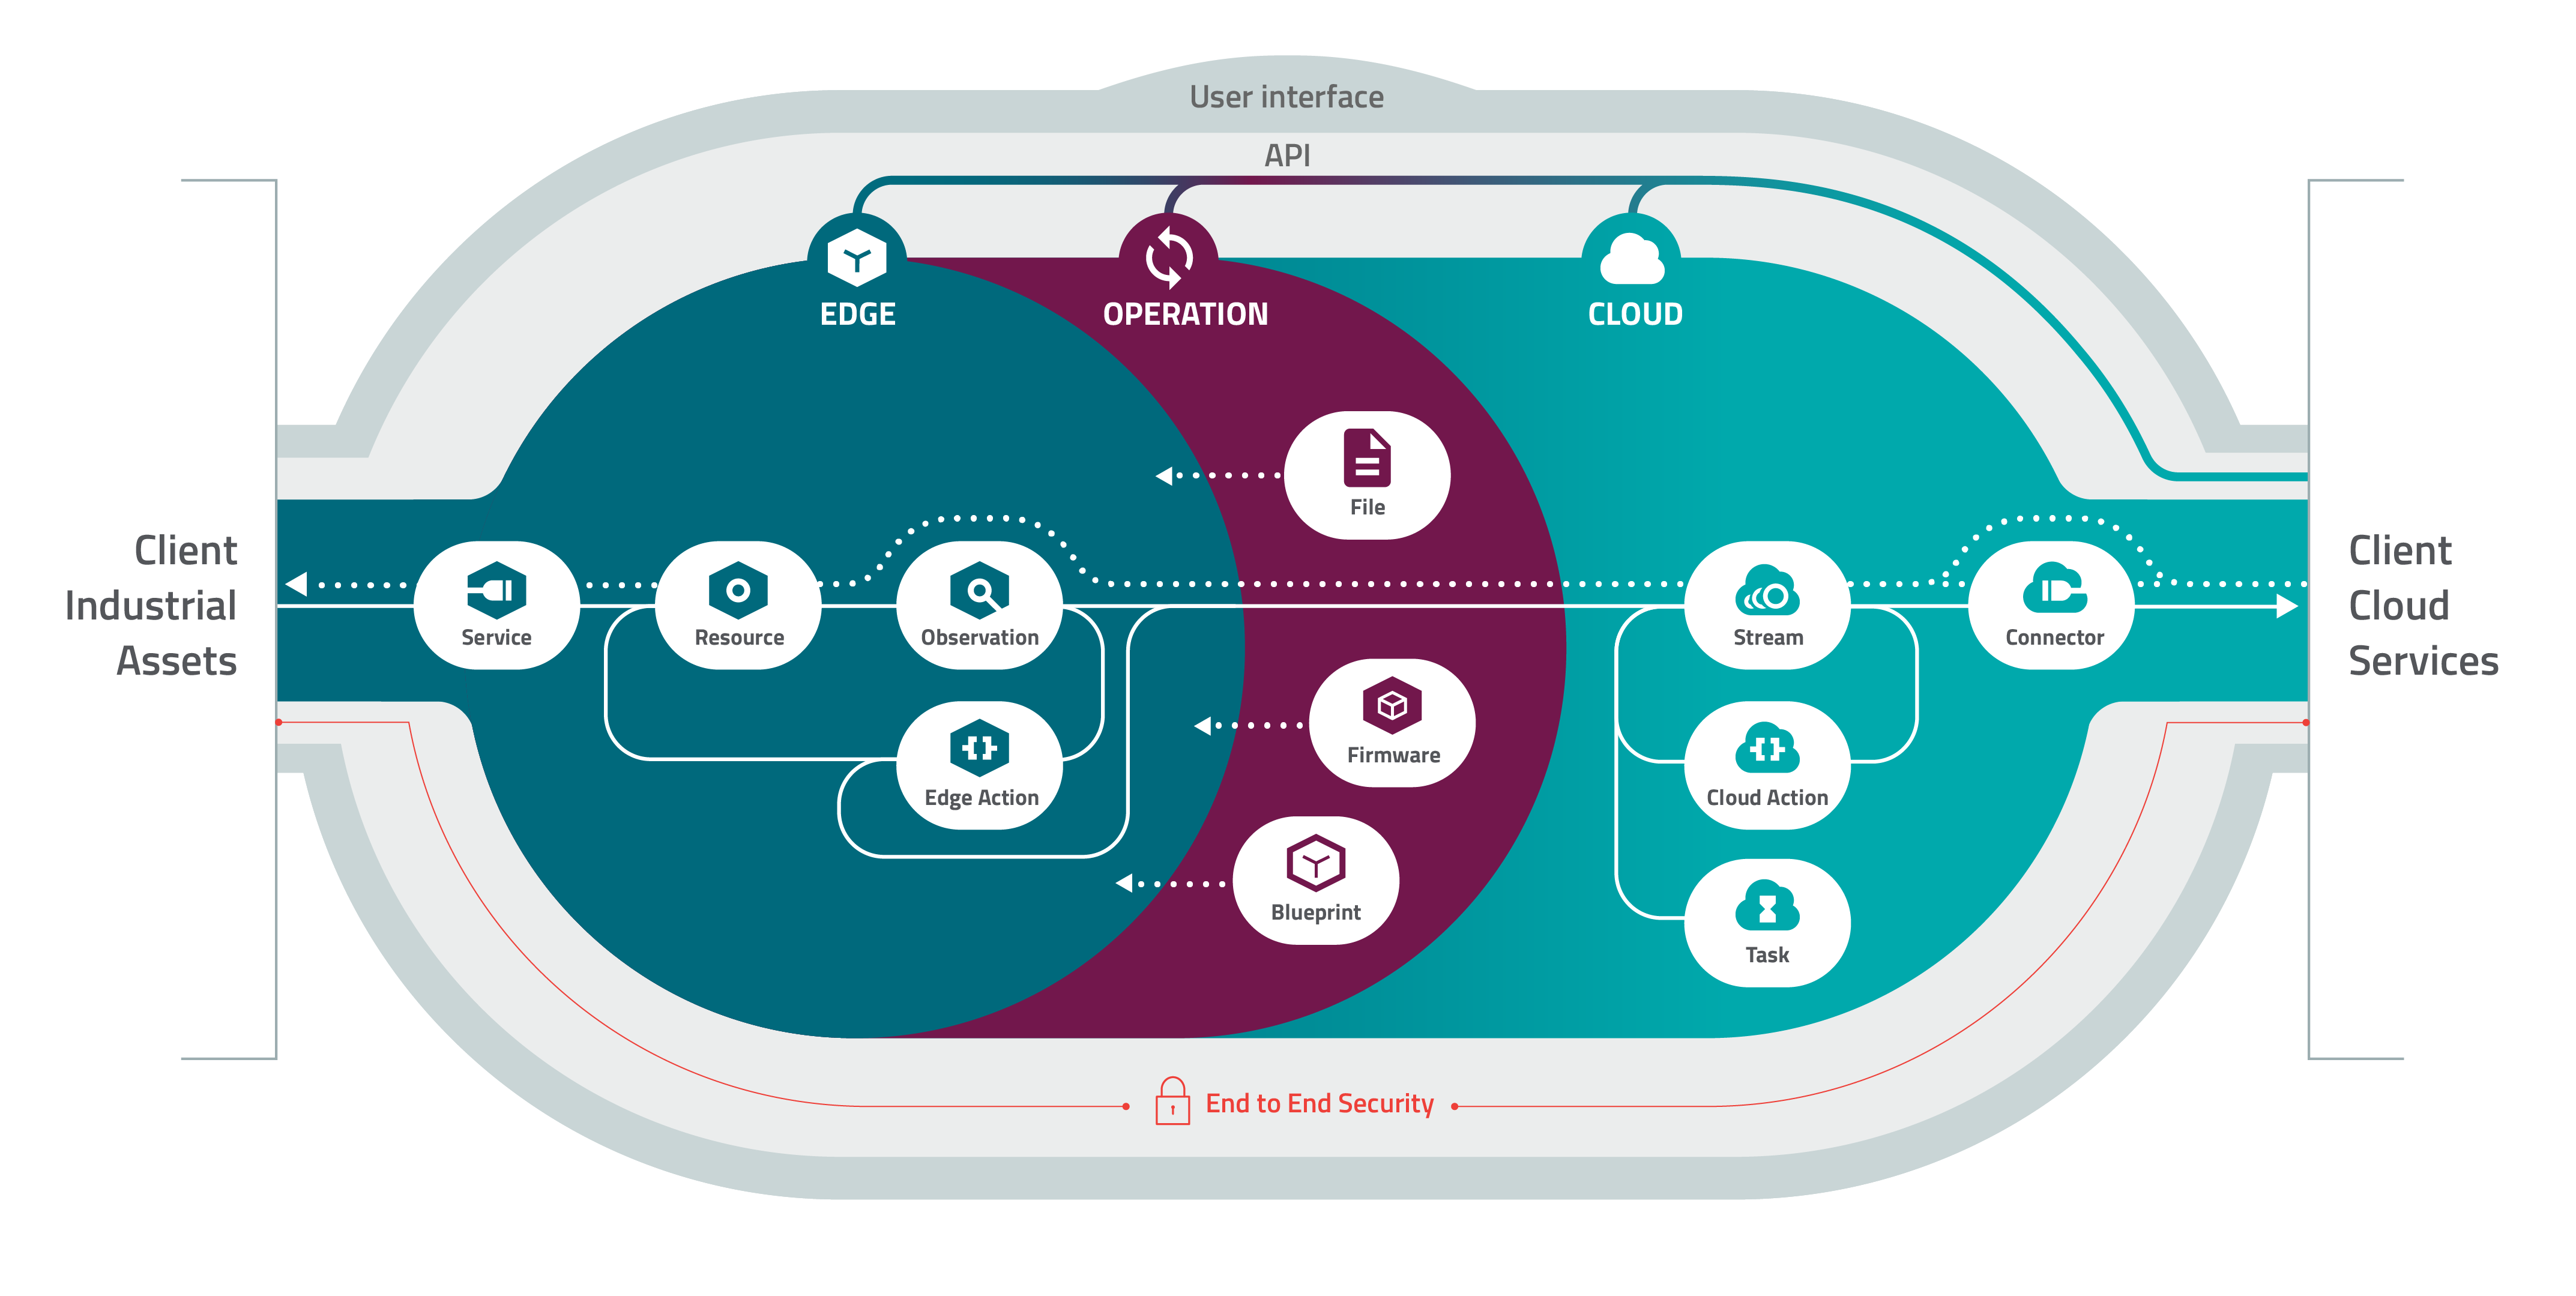 User interface
API
EDGE
OPERATION
CLOUD
File
Client
Industrial
Assets
Service
Resource
Observation
Stream
Connector
Client
Cloud
Services
Firmware
Edge Action
Cloud Action
Blueprint
Task
End to End Security